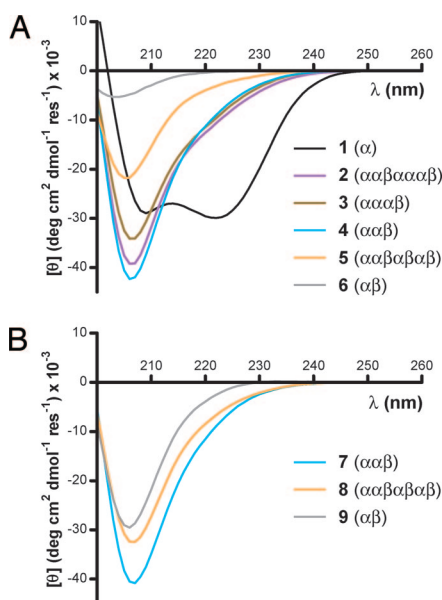 A
10
210 220 230 240 250 260
0
λ (nm)
-10
-20
-30
-40
[θ] (deg cm² dmol⁻¹ res⁻¹) x 10⁻³
1 (α)
2 (ααβαααβ)
3 (αααβ)
4 (ααβ)
5 (ααβαβαβ)
6 (αβ)
B
10
210 220 230 240 250 260
0
λ (nm)
-10
-20
-30
-40
[θ] (deg cm² dmol⁻¹ res⁻¹) x 10⁻³
7 (ααβ)
8 (ααβαβαβ)
9 (αβ)